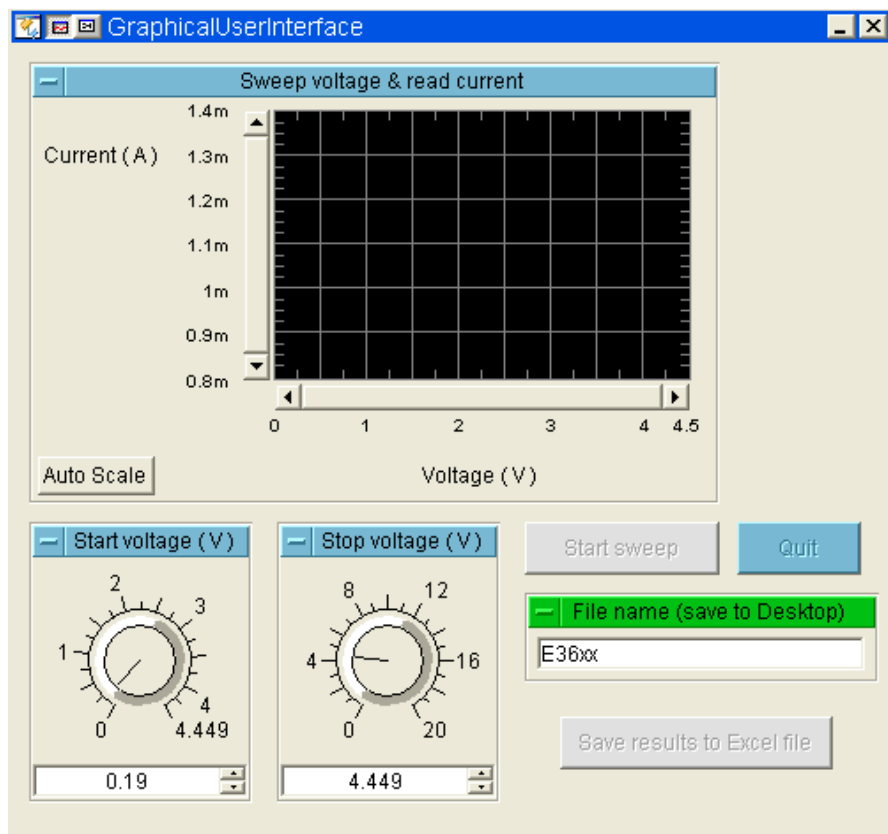 GraphicalUserInterface
Sweep voltage & read current
Current ( A )
1.4m
1.3m
1.2m
1.1m
1m
0.9m
0.8m
0 1 2 3 4 4.5
Auto Scale
Voltage ( V )
Start voltage ( V )
0 1 2 3 4 4.449
0.19
Stop voltage ( V )
0 4 8 12 16 20
4.449
Start sweep
Quit
File name (save to Desktop)
E36xx
Save results to Excel file